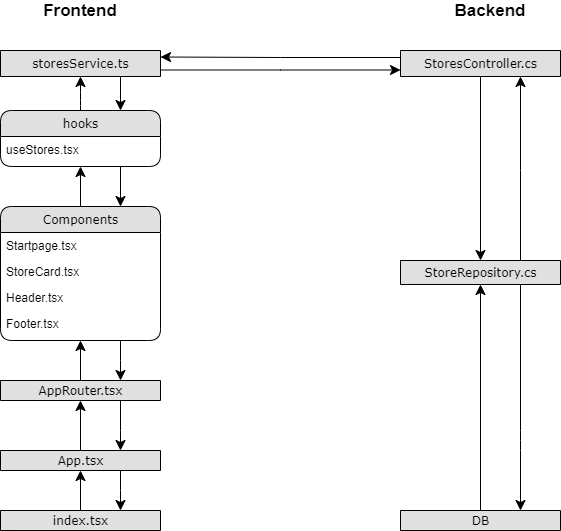 Frontend
Backend
storesService.ts
StoresController.cs
hooks
useStores.tsx
Components
Startpage.tsx
StoreCard.tsx
Header.tsx
Footer.tsx
StoreRepository.cs
AppRouter.tsx
App.tsx
index.tsx
DB